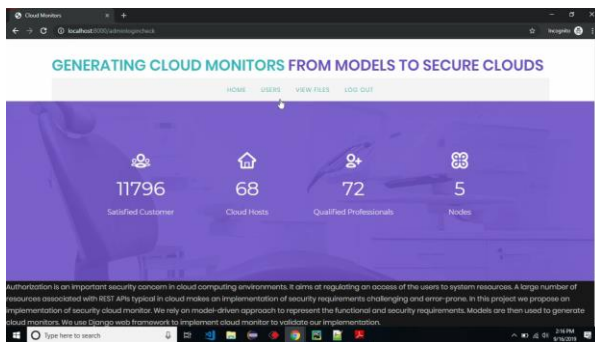 Cloud Monitors
localhost:8000/adminlogincheck
Incognito
GENERATING CLOUD MONITORS FROM MODELS TO SECURE CLOUDS
HOME USERS VIEW FILES LOG OUT
11796 68 72 5
Satisfied Customer Cloud Hosts Qualified Professionals Nodes
Authorization is an important security concern in cloud computing environments. It aims at regulating an access of the users to system resources. A large number of
resources associated with REST APIs typical in cloud makes an implementation of security requirements challenging and error-prone. In this project we propose an
implementation of security cloud monitor. We rely on model-driven approach to represent the functional and security requirements. Models are then used to generate
cloud monitors. We use Django web framework to implement cloud monitor to validate our implementation.
Type here to search
2:16 PM
9/16/2019